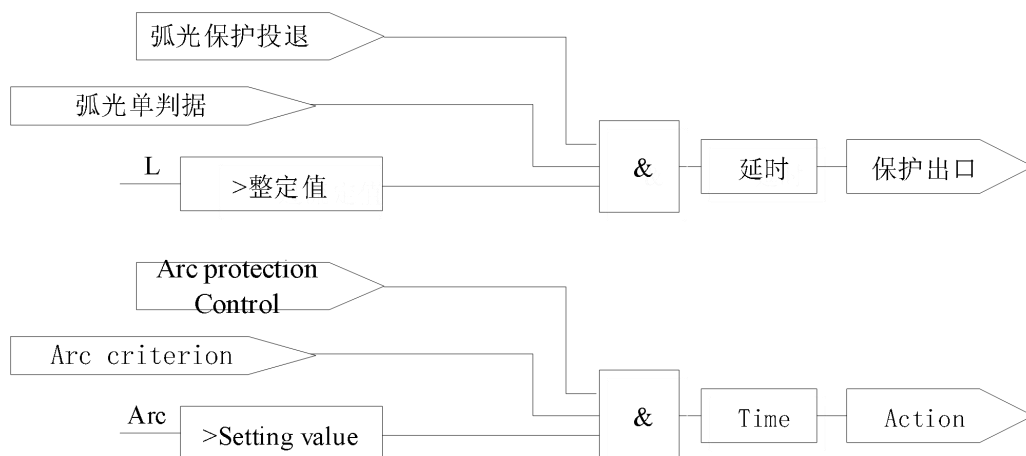 弧光保护投退
弧光单判据
L
>整定值
&
延时
保护出口
Arc protection
Control
Arc criterion
Arc
>Setting value
&
Time
Action